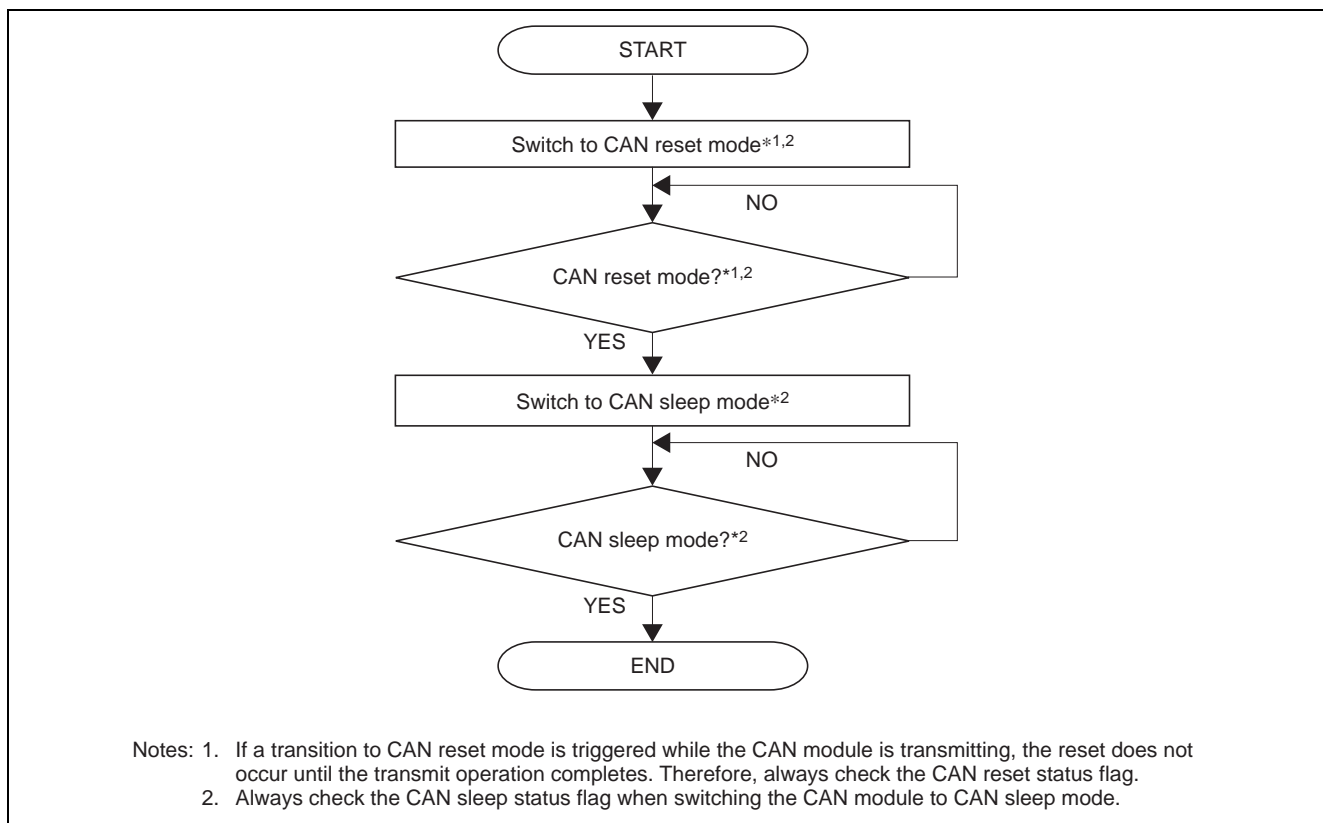 START
Switch to CAN reset mode*1,2
NO
CAN reset mode?*1,2
YES
Switch to CAN sleep mode*2
NO
CAN sleep mode?*2
YES
END
Notes: 1. If a transition to CAN reset mode is triggered while the CAN module is transmitting, the reset does not
occur until the transmit operation completes. Therefore, always check the CAN reset status flag.
2. Always check the CAN sleep status flag when switching the CAN module to CAN sleep mode.